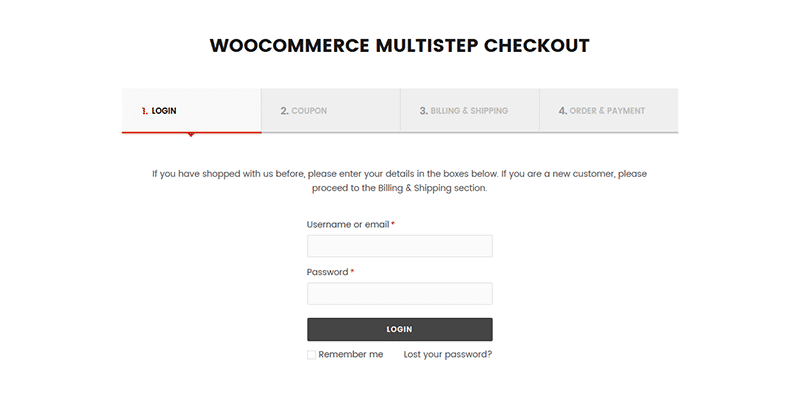 WOOCOMMERCE MULTISTEP CHECKOUT
1. LOGIN
2. COUPON
3. BILLING & SHIPPING
4. ORDER & PAYMENT
If you have shopped with us before, please enter your details in the boxes below. If you are a new customer, please
proceed to the Billing & Shipping section.
Username or email *
Password *
LOGIN
Remember me Lost your password?